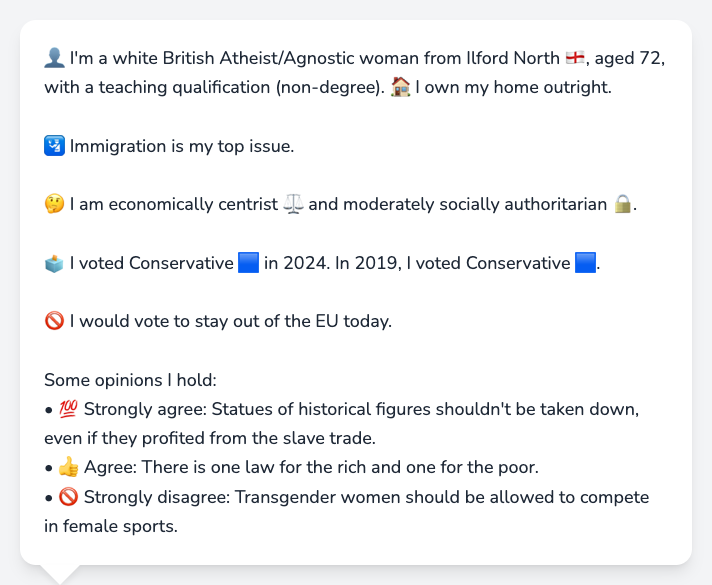 👤 I'm a white British Atheist/Agnostic woman from Ilford North 🏴󠁧󠁢󠁥󠁮󠁧󠁿, aged 72,
with a teaching qualification (non-degree). 🏠 I own my home outright.
🛂 Immigration is my top issue.
🤔 I am economically centrist ⚖️ and moderately socially authoritarian 🔒.
🗳️ I voted Conservative 🟦 in 2024. In 2019, I voted Conservative 🟦.
🚫 I would vote to stay out of the EU today.
Some opinions I hold:
• 💯 Strongly agree: Statues of historical figures shouldn't be taken down,
even if they profited from the slave trade.
• 👍 Agree: There is one law for the rich and one for the poor.
• 🚫 Strongly disagree: Transgender women should be allowed to compete
in female sports.